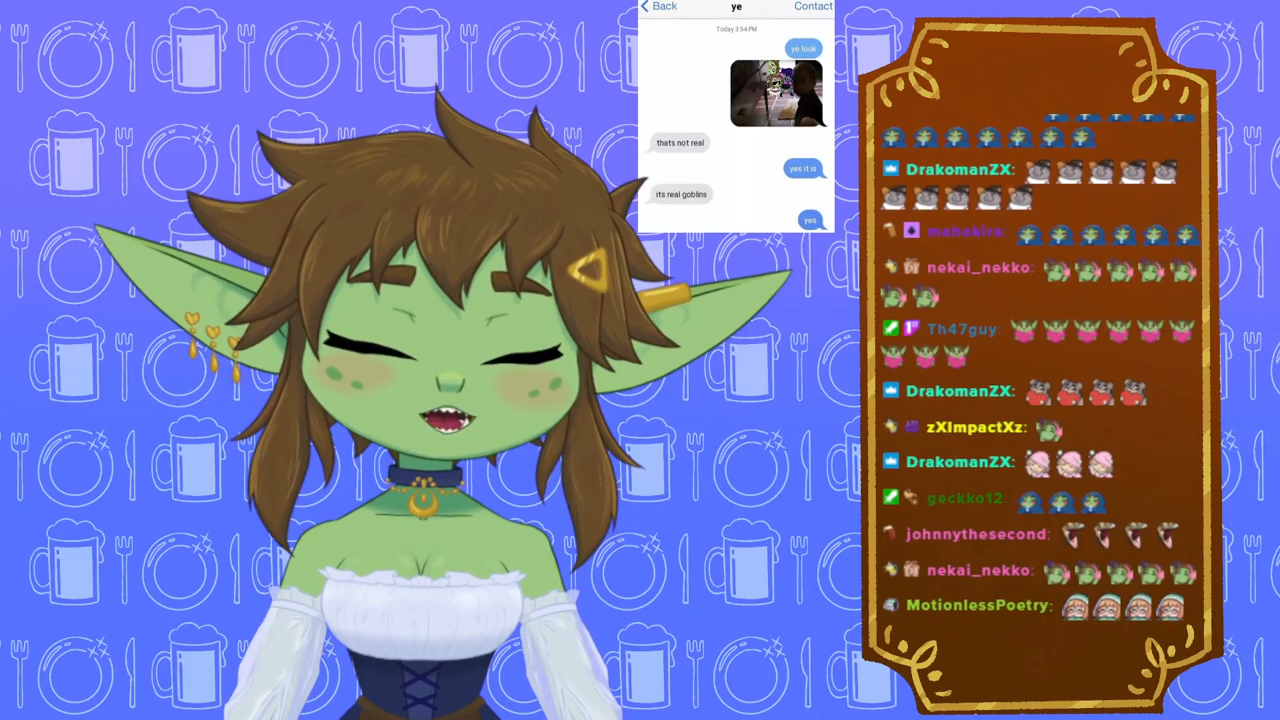 Back
ye
Contact
Today 3:54 PM
ye look
thats not real
yes it is
its real goblins
yes
DrakomanZX:
mahokira:
nekai_nekko:
Th47guy:
DrakomanZX:
zXImpactXz:
DrakomanZX:
geckko12:
johnnythesecond:
nekai_nekko:
MotionlessPoetry: